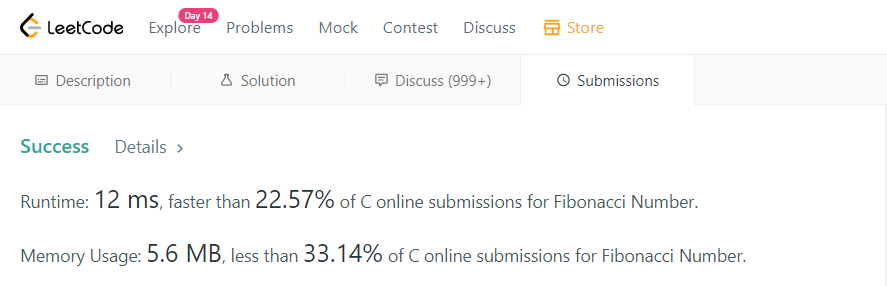 Day 14
LeetCode Explore Problems Mock Contest Discuss Store
Description Solution Discuss (999+) Submissions
Success Details >
Runtime: 12 ms, faster than 22.57% of C online submissions for Fibonacci Number.
Memory Usage: 5.6 MB, less than 33.14% of C online submissions for Fibonacci Number.